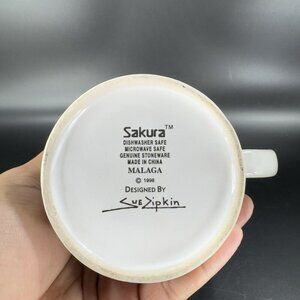 Sakura™
DISHWASHER SAFE
MICROWAVE SAFE
GENUINE STONEWARE
MADE IN CHINA
MALAGA
© 1998
DESIGNED BY
Sue Zipkin